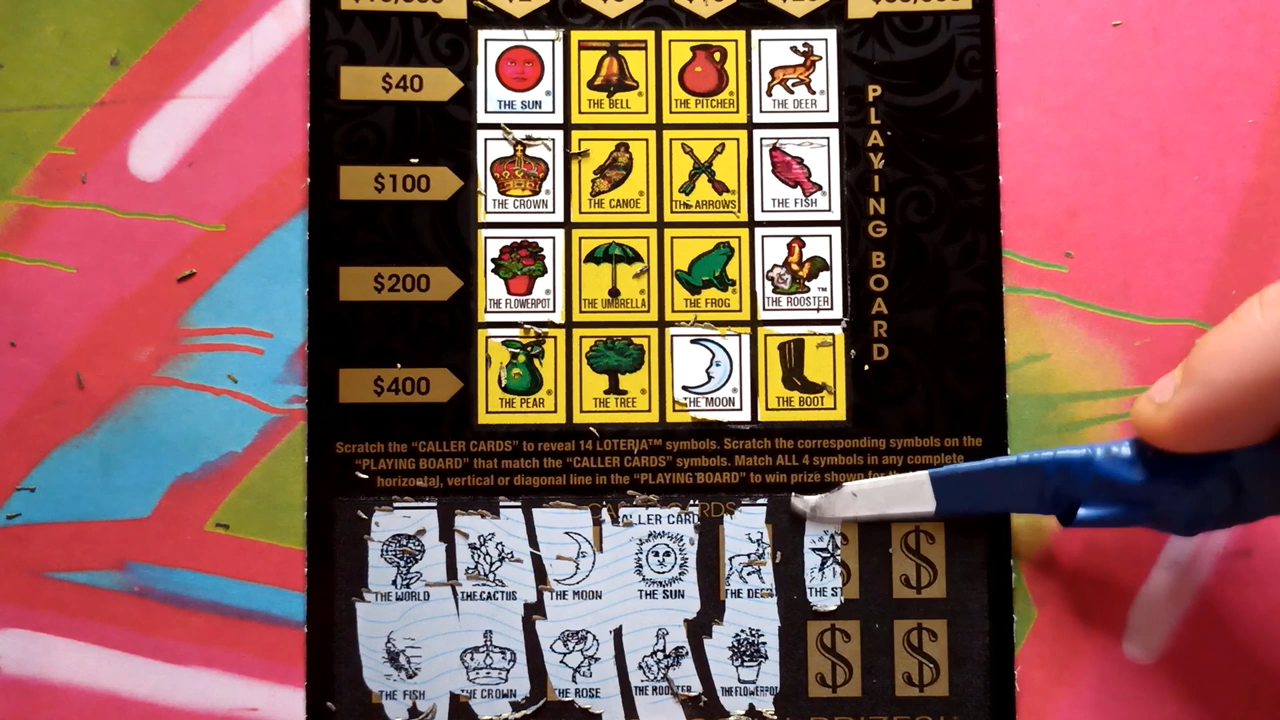 $40
THE SUN
THE BELL
THE PITCHER
THE DEER
PLAYING BOARD
$100
THE CROWN
THE CANOE
THE ARROWS
THE FISH
$200
THE FLOWERPOT
THE UMBRELLA
THE FROG
THE ROOSTER
$400
THE PEAR
THE TREE
THE MOON
THE BOOT
Scratch the “CALLER CARDS” to reveal 14 LOTERIA™ symbols. Scratch the corresponding symbols on the
“PLAYING BOARD” that match the “CALLER CARDS” symbols. Match ALL 4 symbols in any complete
horizontal, vertical or diagonal line in the “PLAYING BOARD” to win prize shown for
CALLER CARD
THE WORLD
THE CACTUS
THE MOON
THE SUN
THE DEE
THE ST
$
$
THE FISH
THE CROWN
THE ROSE
THE ROOSTER
THE FLOWERPOT
$
$